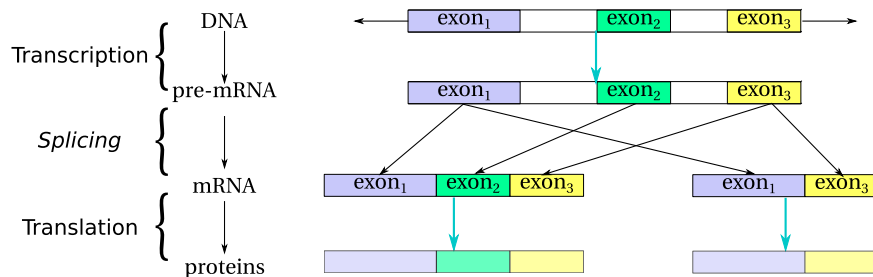 DNA
exon1 exon2 exon3
Transcription
pre-mRNA
exon1 exon2 exon3
Splicing
mRNA
exon1 exon2 exon3
exon1 exon3
Translation
proteins